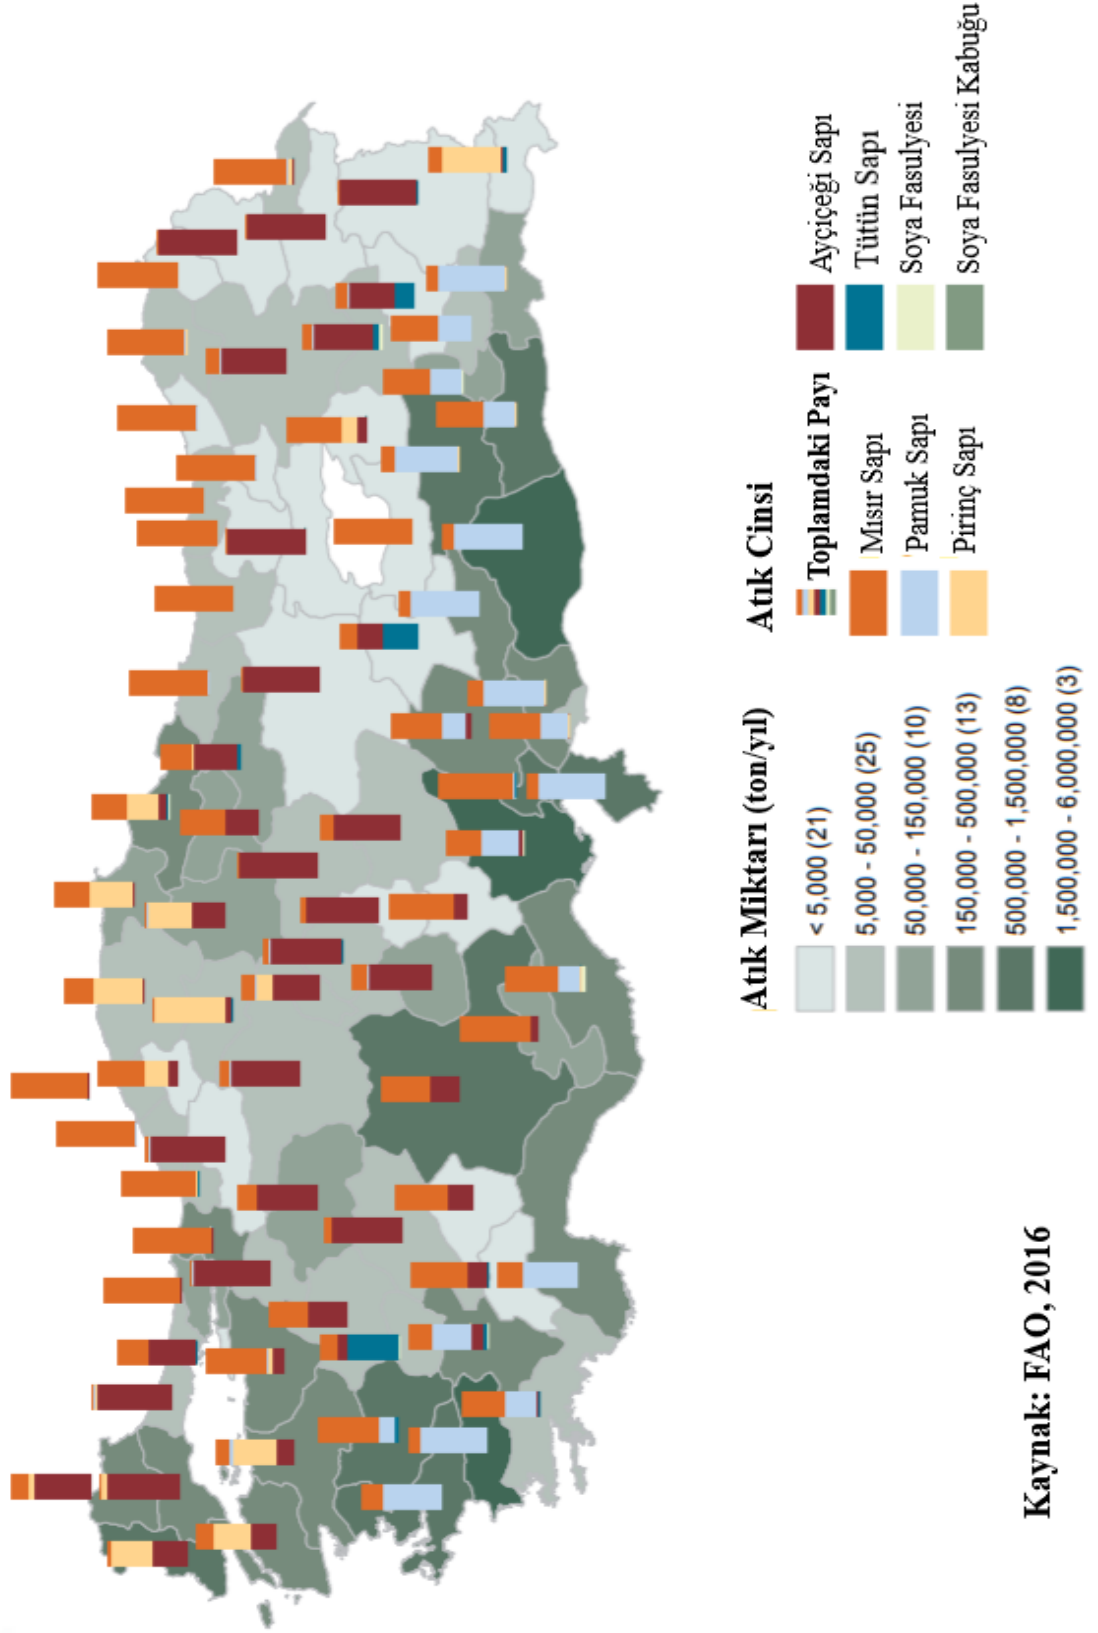 Atık Miktarı (ton/yıl)
< 5,000 (21)
5,000 - 50,000 (25)
50,000 - 150,000 (10)
150,000 - 500,000 (13)
500,000 - 1,500,000 (8)
1,500,000 - 6,000,000 (3)
Atık Cinsi
Toplamdaki Payı
Mısır Sapı
Pamuk Sapı
Pirinç Sapı
Ayçiçeği Sapı
Tütün Sapı
Soya Fasulyesi
Soya Fasulyesi Kabuğu
Kaynak: FAO, 2016